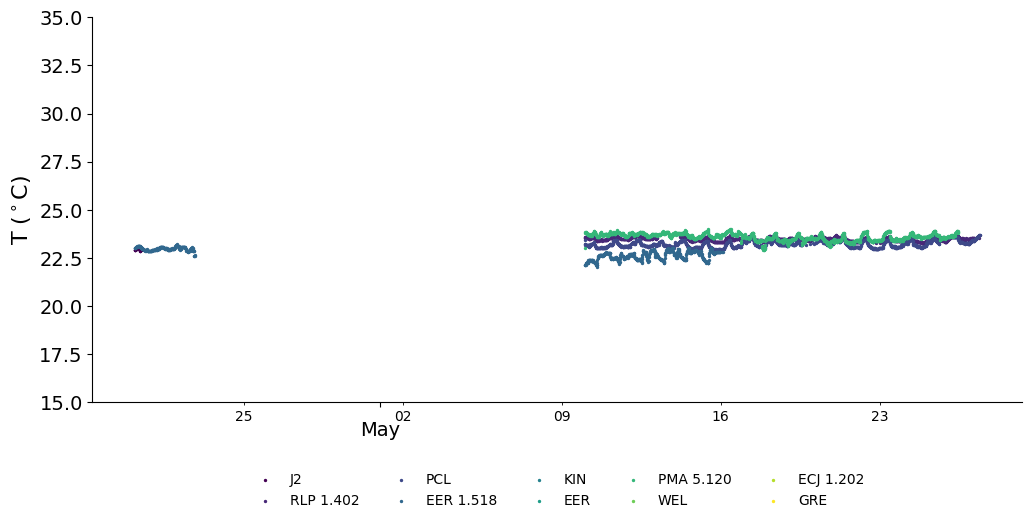 35.0
32.5
30.0
27.5
25.0
22.5
20.0
17.5
15.0
T (°C)
25 02 09 16 23
May
J2 PCL KIN PMA 5.120 ECJ 1.202
RLP 1.402 EER 1.518 EER WEL GRE